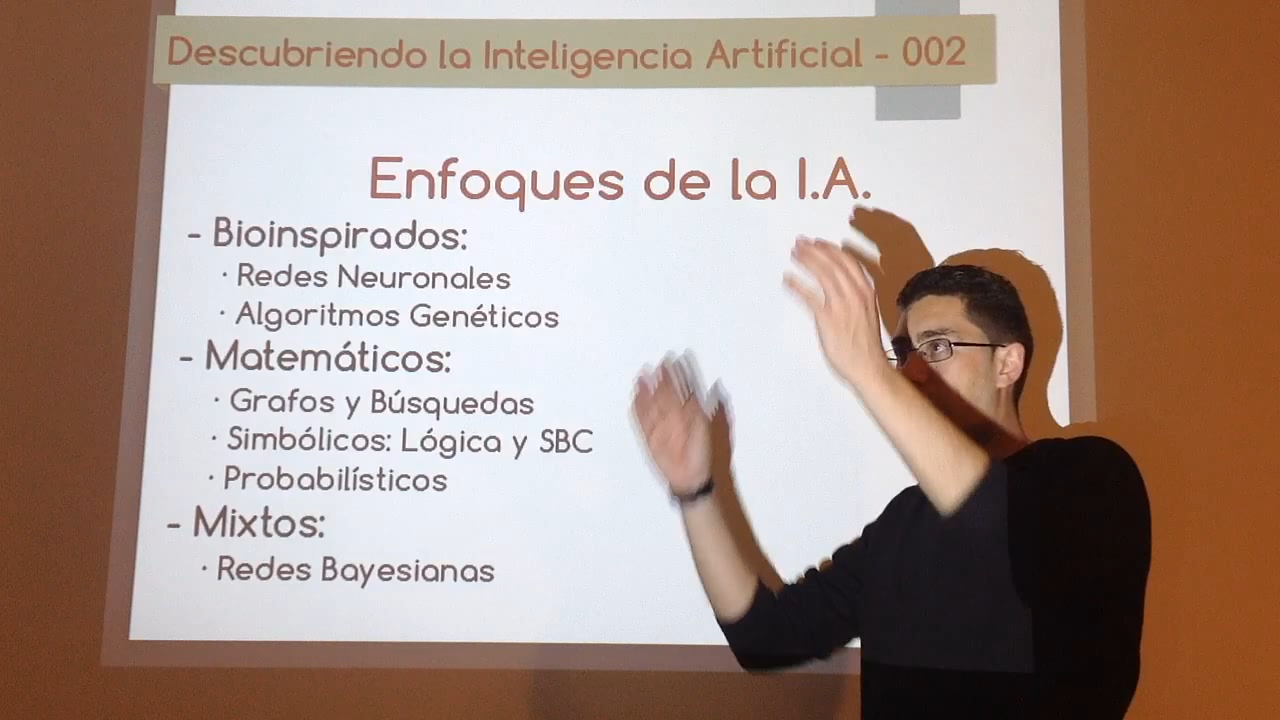 Descubriendo la Inteligencia Artificial - 002
Enfoques de la I.A.
- Bioinspirados:
· Redes Neuronales
· Algoritmos Genéticos
- Matemáticos:
· Grafos y Búsquedas
· Simbólicos: Lógica y SBC
· Probabilísticos
- Mixtos:
· Redes Bayesianas